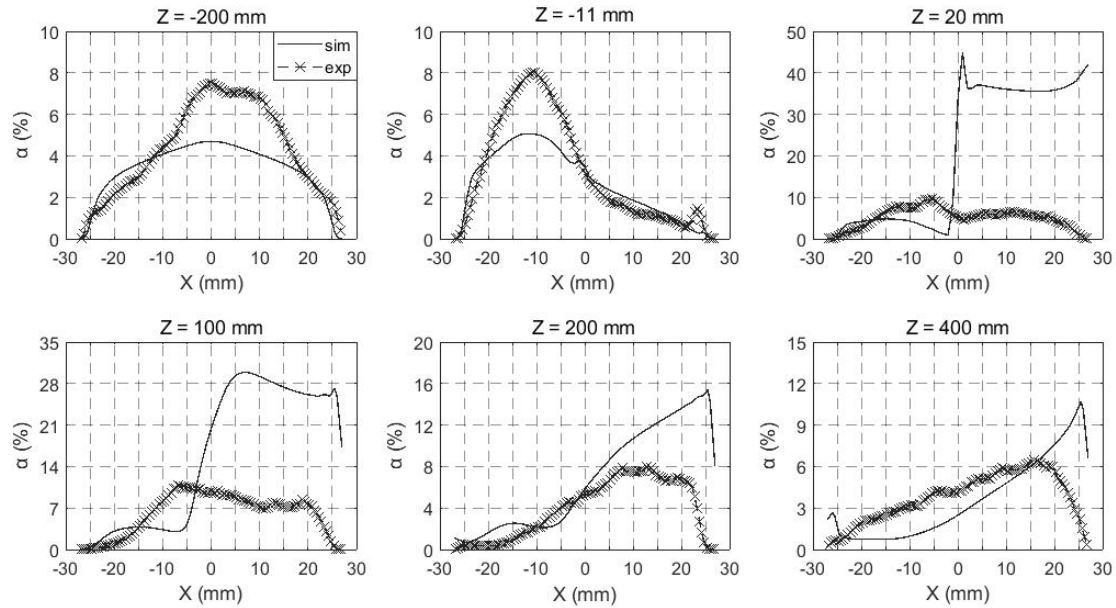 Z = -200 mm
10
8
6
4
2
0
α (%)
sim
exp
-30 -20 -10 0 10 20 30
X (mm)
Z = -11 mm
10
8
6
4
2
0
α (%)
-30 -20 -10 0 10 20 30
X (mm)
Z = 20 mm
50
40
30
20
10
0
α (%)
-30 -20 -10 0 10 20 30
X (mm)
Z = 100 mm
35
28
21
14
7
0
α (%)
-30 -20 -10 0 10 20 30
X (mm)
Z = 200 mm
20
16
12
8
4
0
α (%)
-30 -20 -10 0 10 20 30
X (mm)
Z = 400 mm
15
12
9
6
3
0
α (%)
-30 -20 -10 0 10 20 30
X (mm)